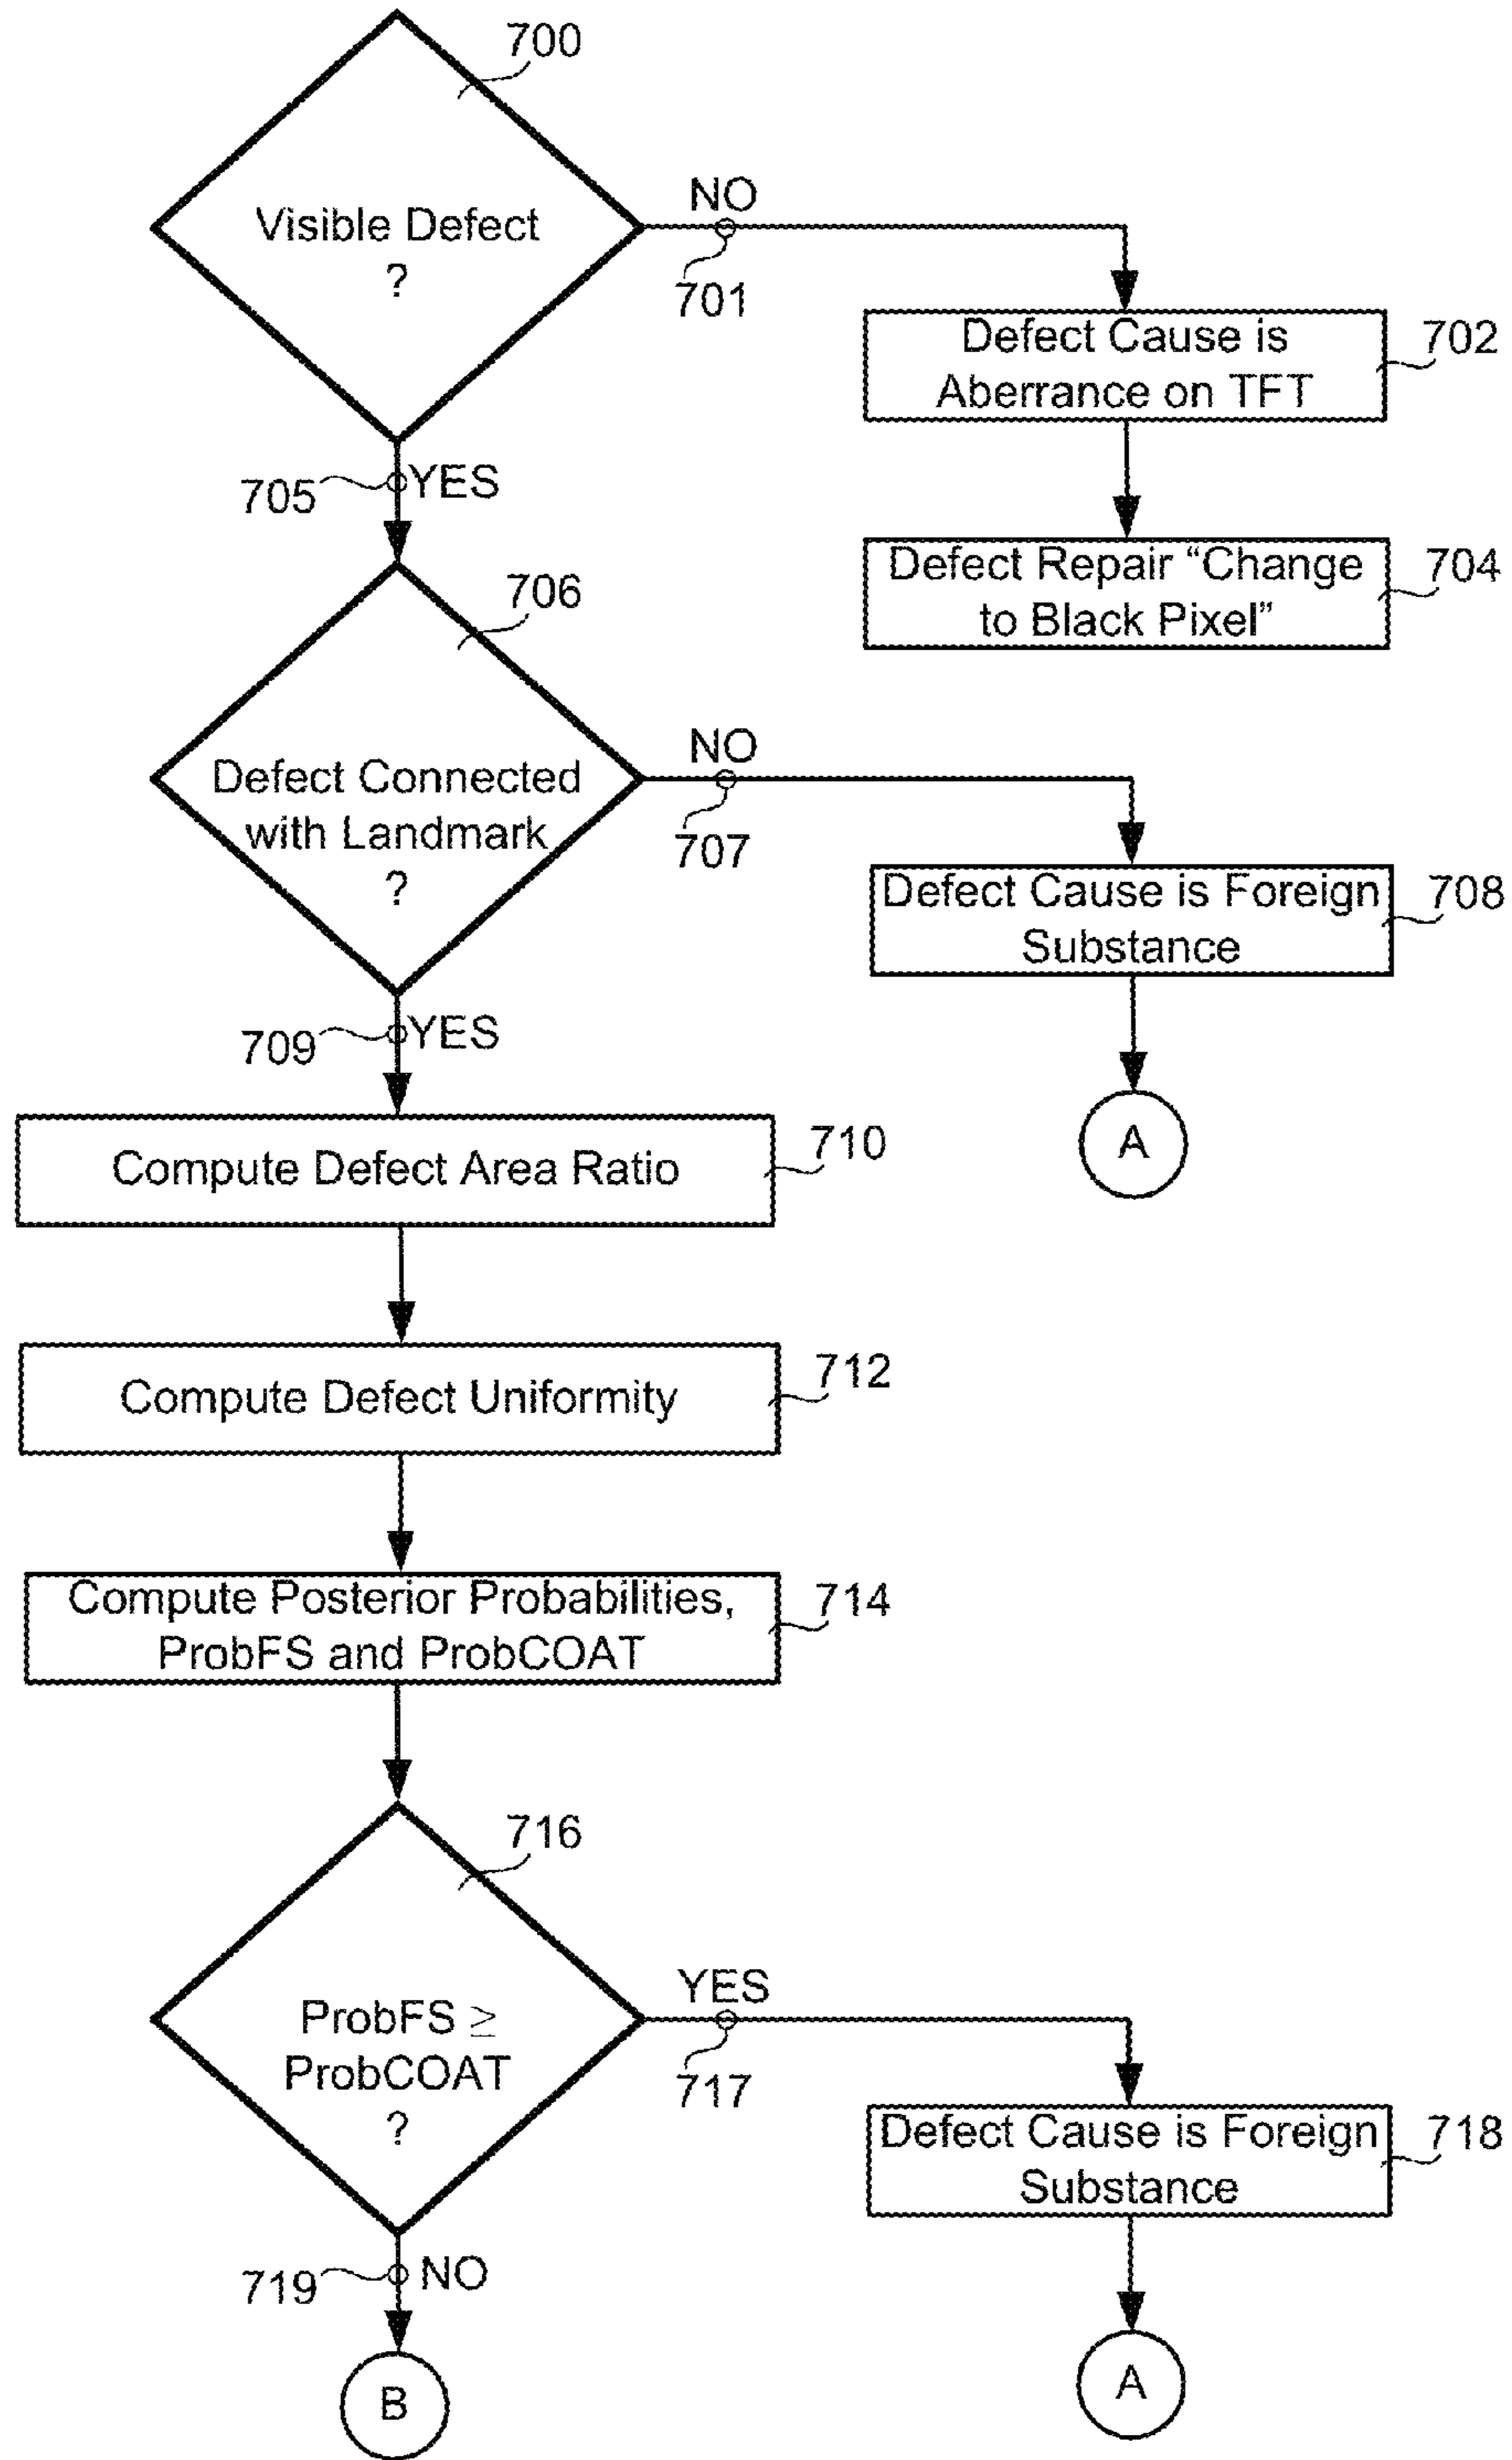 700
Visible Defect
?
NO
701
Defect Cause is
Aberrance on TFT
702
705
YES
Defect Repair “Change
to Black Pixel”
704
706
Defect Connected
with Landmark
?
NO
707
Defect Cause is Foreign
Substance
708
709
YES
A
Compute Defect Area Ratio
710
Compute Defect Uniformity
712
Compute Posterior Probabilities,
ProbFS and ProbCOAT
714
716
ProbFS ≥
ProbCOAT
?
YES
717
Defect Cause is Foreign
Substance
718
719
NO
B
A